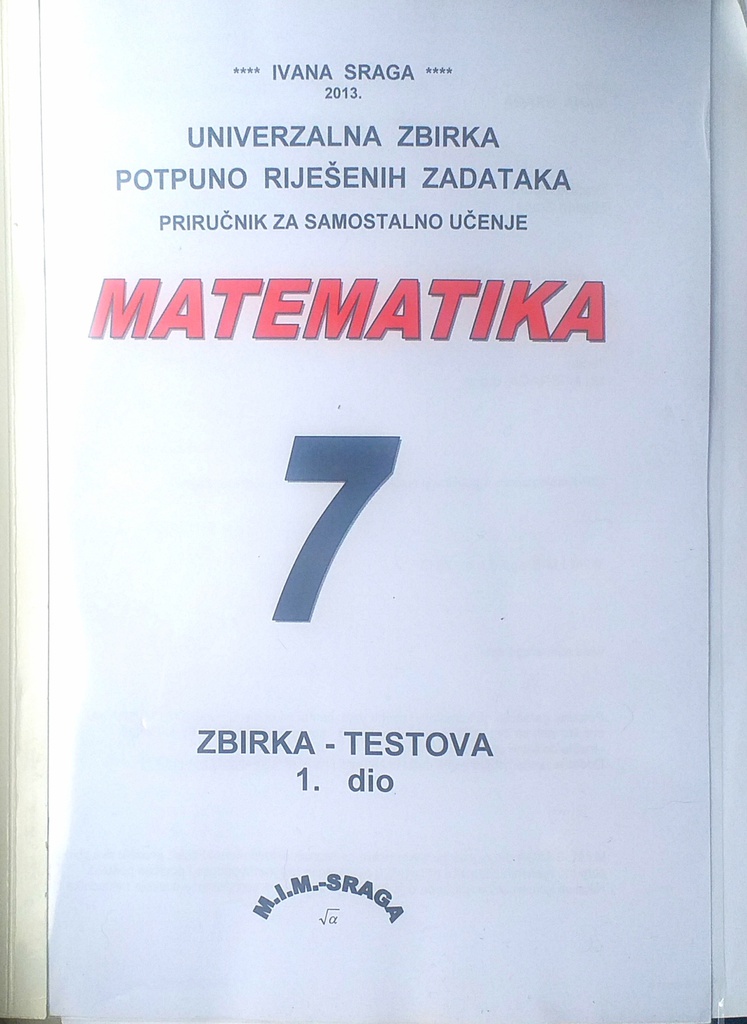 **** IVANA SRAGA ****
2013.
UNIVERZALNA ZBIRKA
POTPUNO RIJEŠENIH ZADATAKA
PRIRUČNIK ZA SAMOSTALNO UČENJE
MATEMATIKA
7
ZBIRKA - TESTOVA
1. dio
M.I.M.-SRAGA
√α